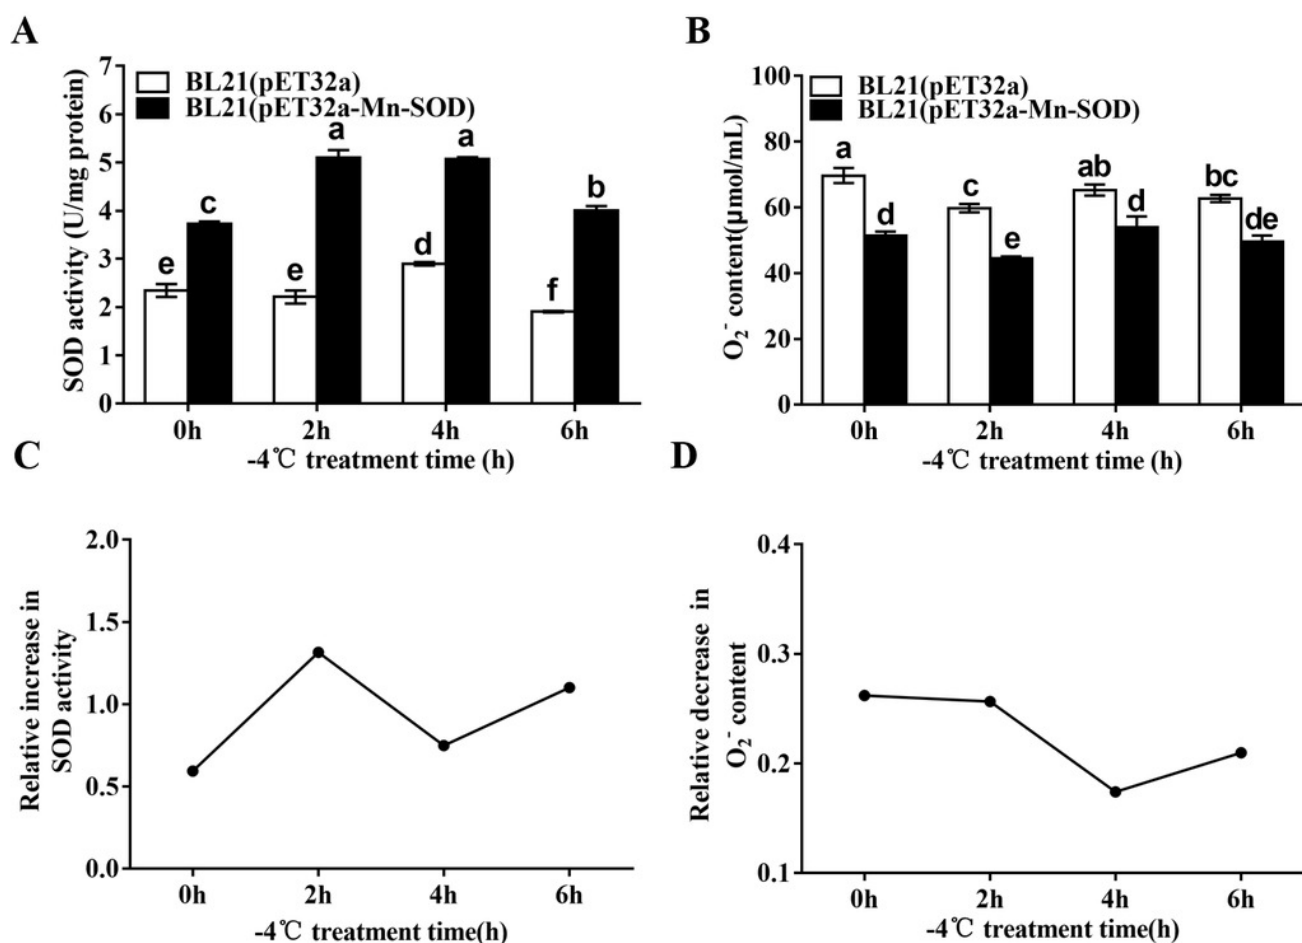 A
SOD activity (U/mg protein)
7
6
5
4
3
2
1
0
BL21(pET32a)
BL21(pET32a-Mn-SOD)
e
c
e
a
d
a
f
b
0h 2h 4h 6h
-4℃ treatment time (h)
B
O₂⁻ content(μmol/mL)
100
80
60
40
20
0
BL21(pET32a)
BL21(pET32a-Mn-SOD)
a
d
c
e
ab
d
bc
de
0h 2h 4h 6h
-4℃ treatment time (h)
C
Relative increase in
SOD activity
2.0
1.5
1.0
0.5
0.0
0h 2h 4h 6h
-4℃ treatment time(h)
D
Relative decrease in
O₂⁻ content
0.4
0.3
0.2
0.1
0h 2h 4h 6h
-4℃ treatment time(h)